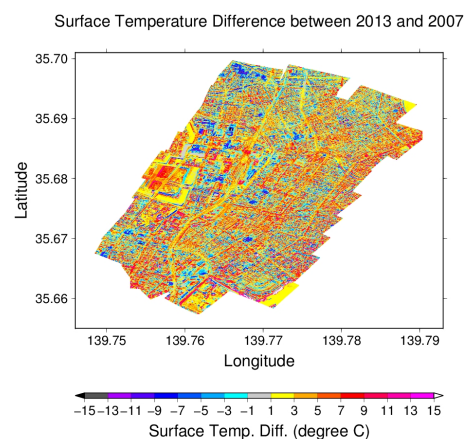 Surface Temperature Difference between 2013 and 2007
35.70
35.69
35.68
35.67
35.66
Latitude
139.75 139.76 139.77 139.78 139.79
Longitude
−15 −13 −11 −9 −7 −5 −3 −1 1 3 5 7 9 11 13 15
Surface Temp. Diff. (degree C)